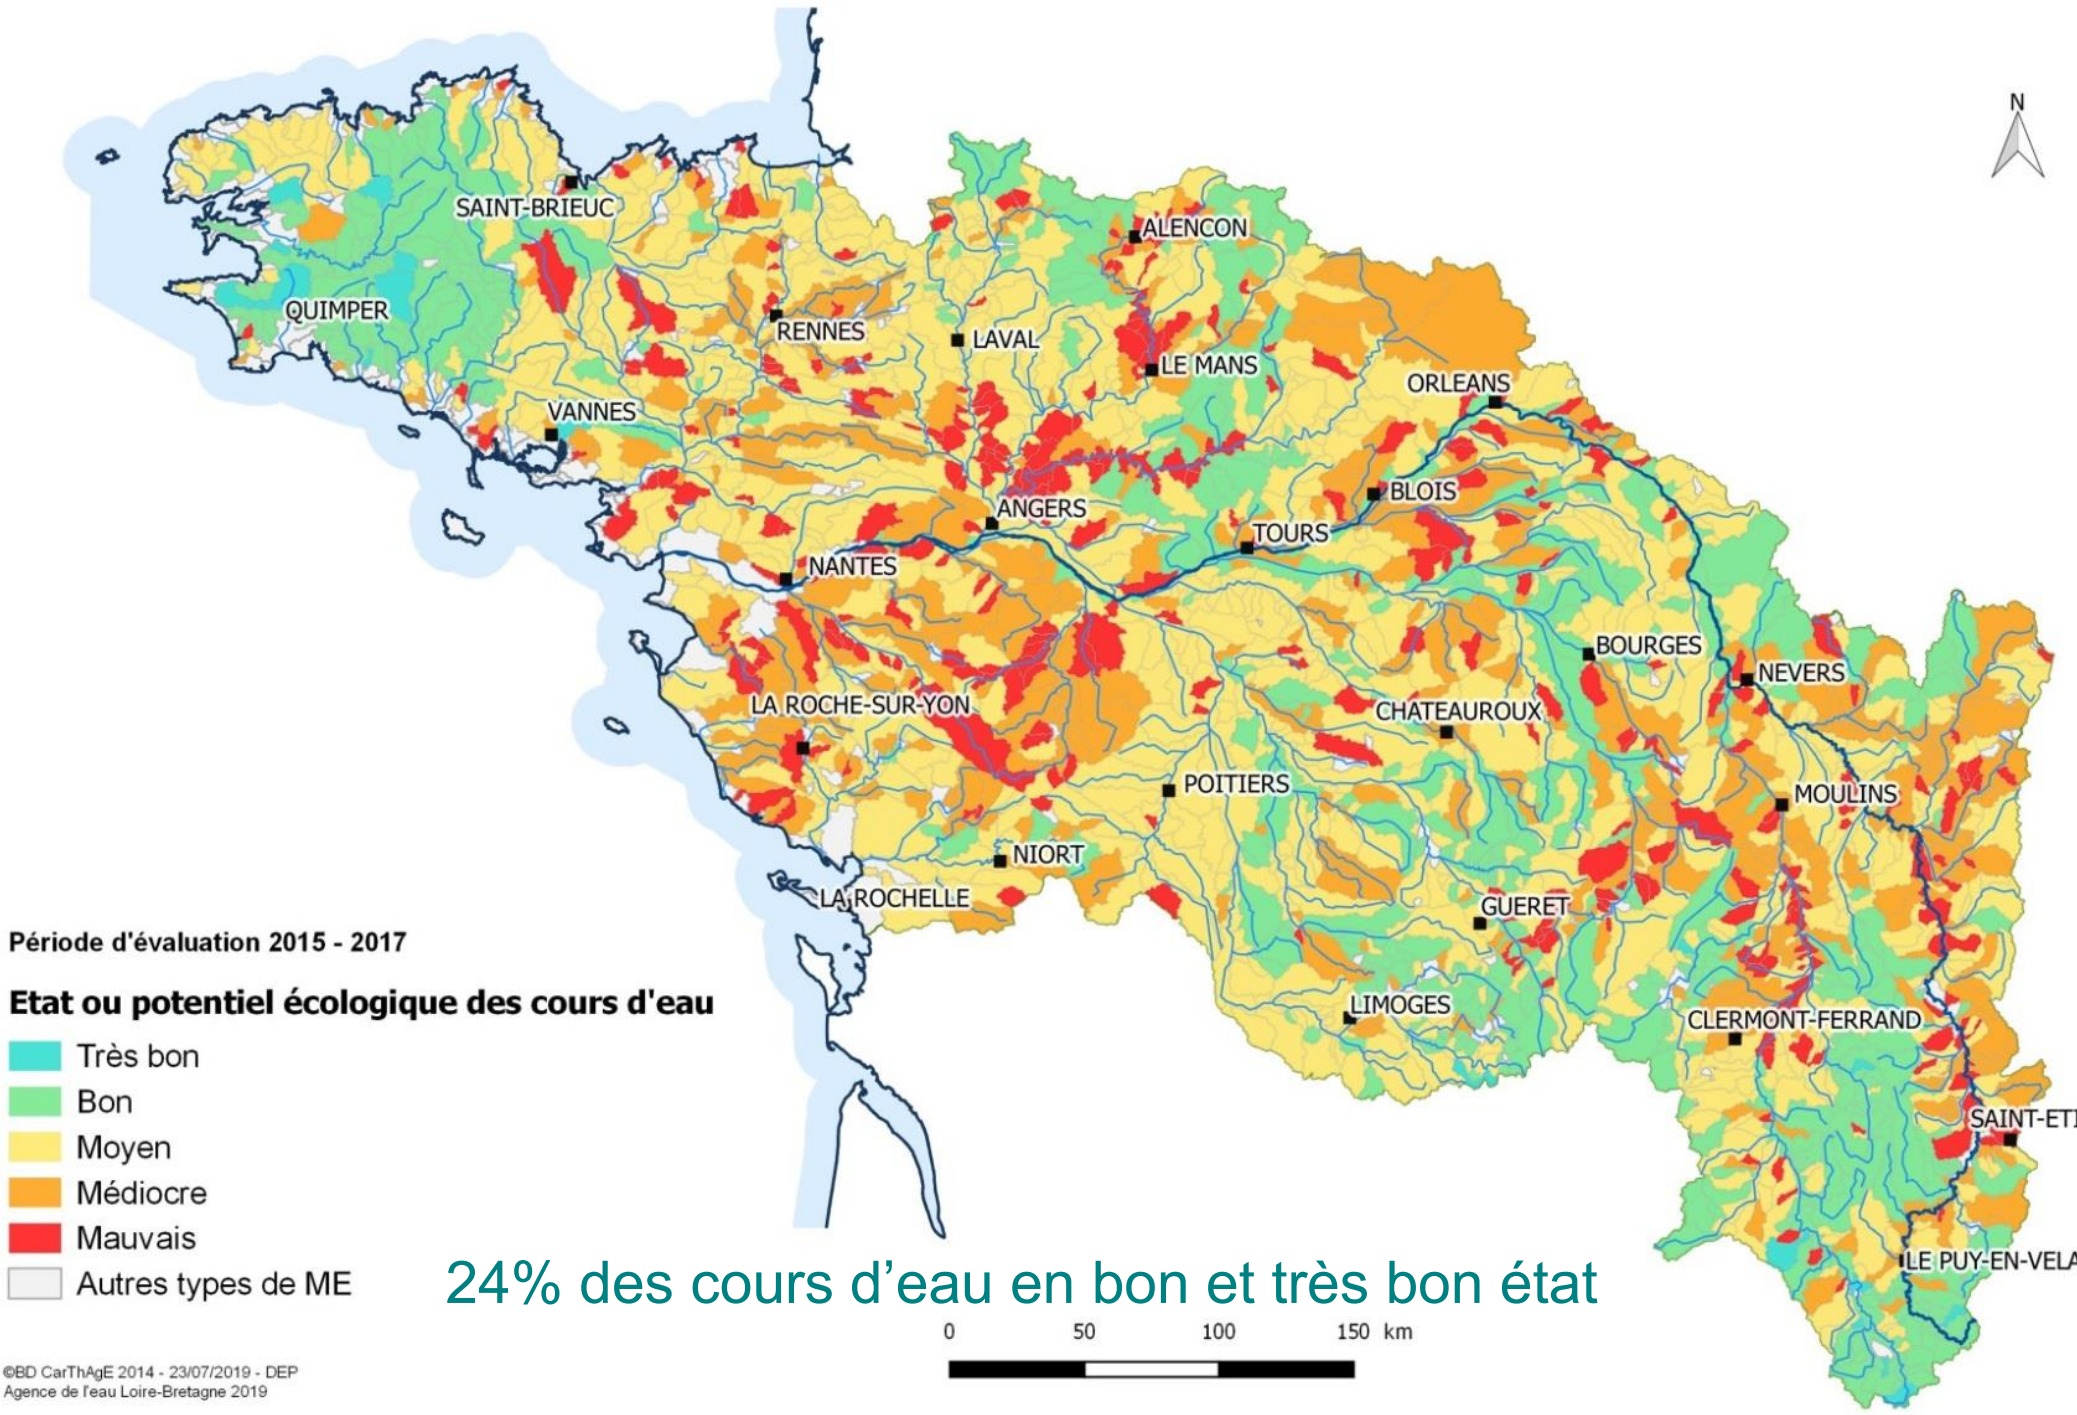 N
SAINT-BRIEUC
ALENCON
QUIMPER
RENNES
LAVAL
LE MANS
ORLEANS
VANNES
BLOIS
ANGERS
TOURS
NANTES
BOURGES
NEVERS
LA ROCHE-SUR-YON
CHATEAUROUX
POITIERS
MOULINS
NIORT
LA ROCHELLE
GUERET
LIMOGES
CLERMONT-FERRAND
SAINT-ETI
LE PUY-EN-VELA
Période d'évaluation 2015 - 2017
Etat ou potentiel écologique des cours d'eau
Très bon
Bon
Moyen
Médiocre
Mauvais
Autres types de ME
24% des cours d’eau en bon et très bon état
0 50 100 150 km
©BD CarThAgE 2014 - 23/07/2019 - DEP
Agence de l'eau Loire-Bretagne 2019